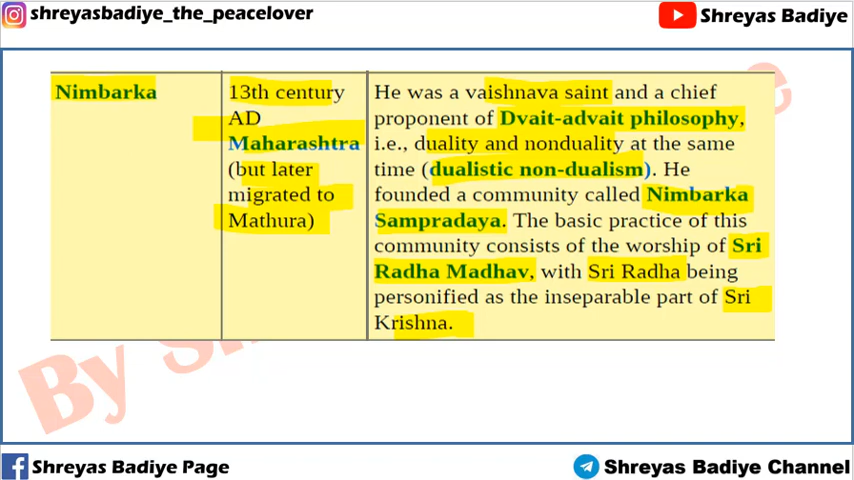 shreyasbadiye_the_peacelover
Shreyas Badiye
Nimbarka
13th century
AD
Maharashtra
(but later
migrated to
Mathura)
He was a vaishnava saint and a chief
proponent of Dvait-advait philosophy,
i.e., duality and nonduality at the same
time (dualistic non-dualism). He
founded a community called Nimbarka
Sampradaya. The basic practice of this
community consists of the worship of Sri
Radha Madhav, with Sri Radha being
personified as the inseparable part of Sri
Krishna.
By
Shreyas Badiye Page
Shreyas Badiye Channel